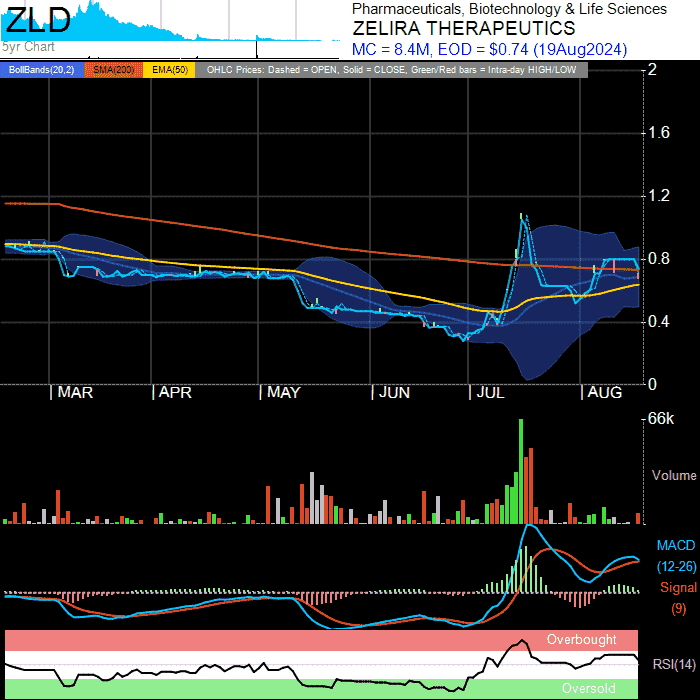 ZLD
5yr Chart
Pharmaceuticals, Biotechnology & Life Sciences
ZELIRA THERAPEUTICS
MC = 8.4M, EOD = $0.74 (19Aug2024)
BollBands(20,2) SMA(200) EMA(50) OHLC Prices: Dashed = OPEN, Solid = CLOSE, Green/Red bars = Intra-day HIGH/LOW
2
1.6
1.2
0.8
0.4
0
MAR APR MAY JUN JUL AUG
66k
Volume
MACD
(12-26)
Signal
(9)
Overbought
RSI(14)
Oversold